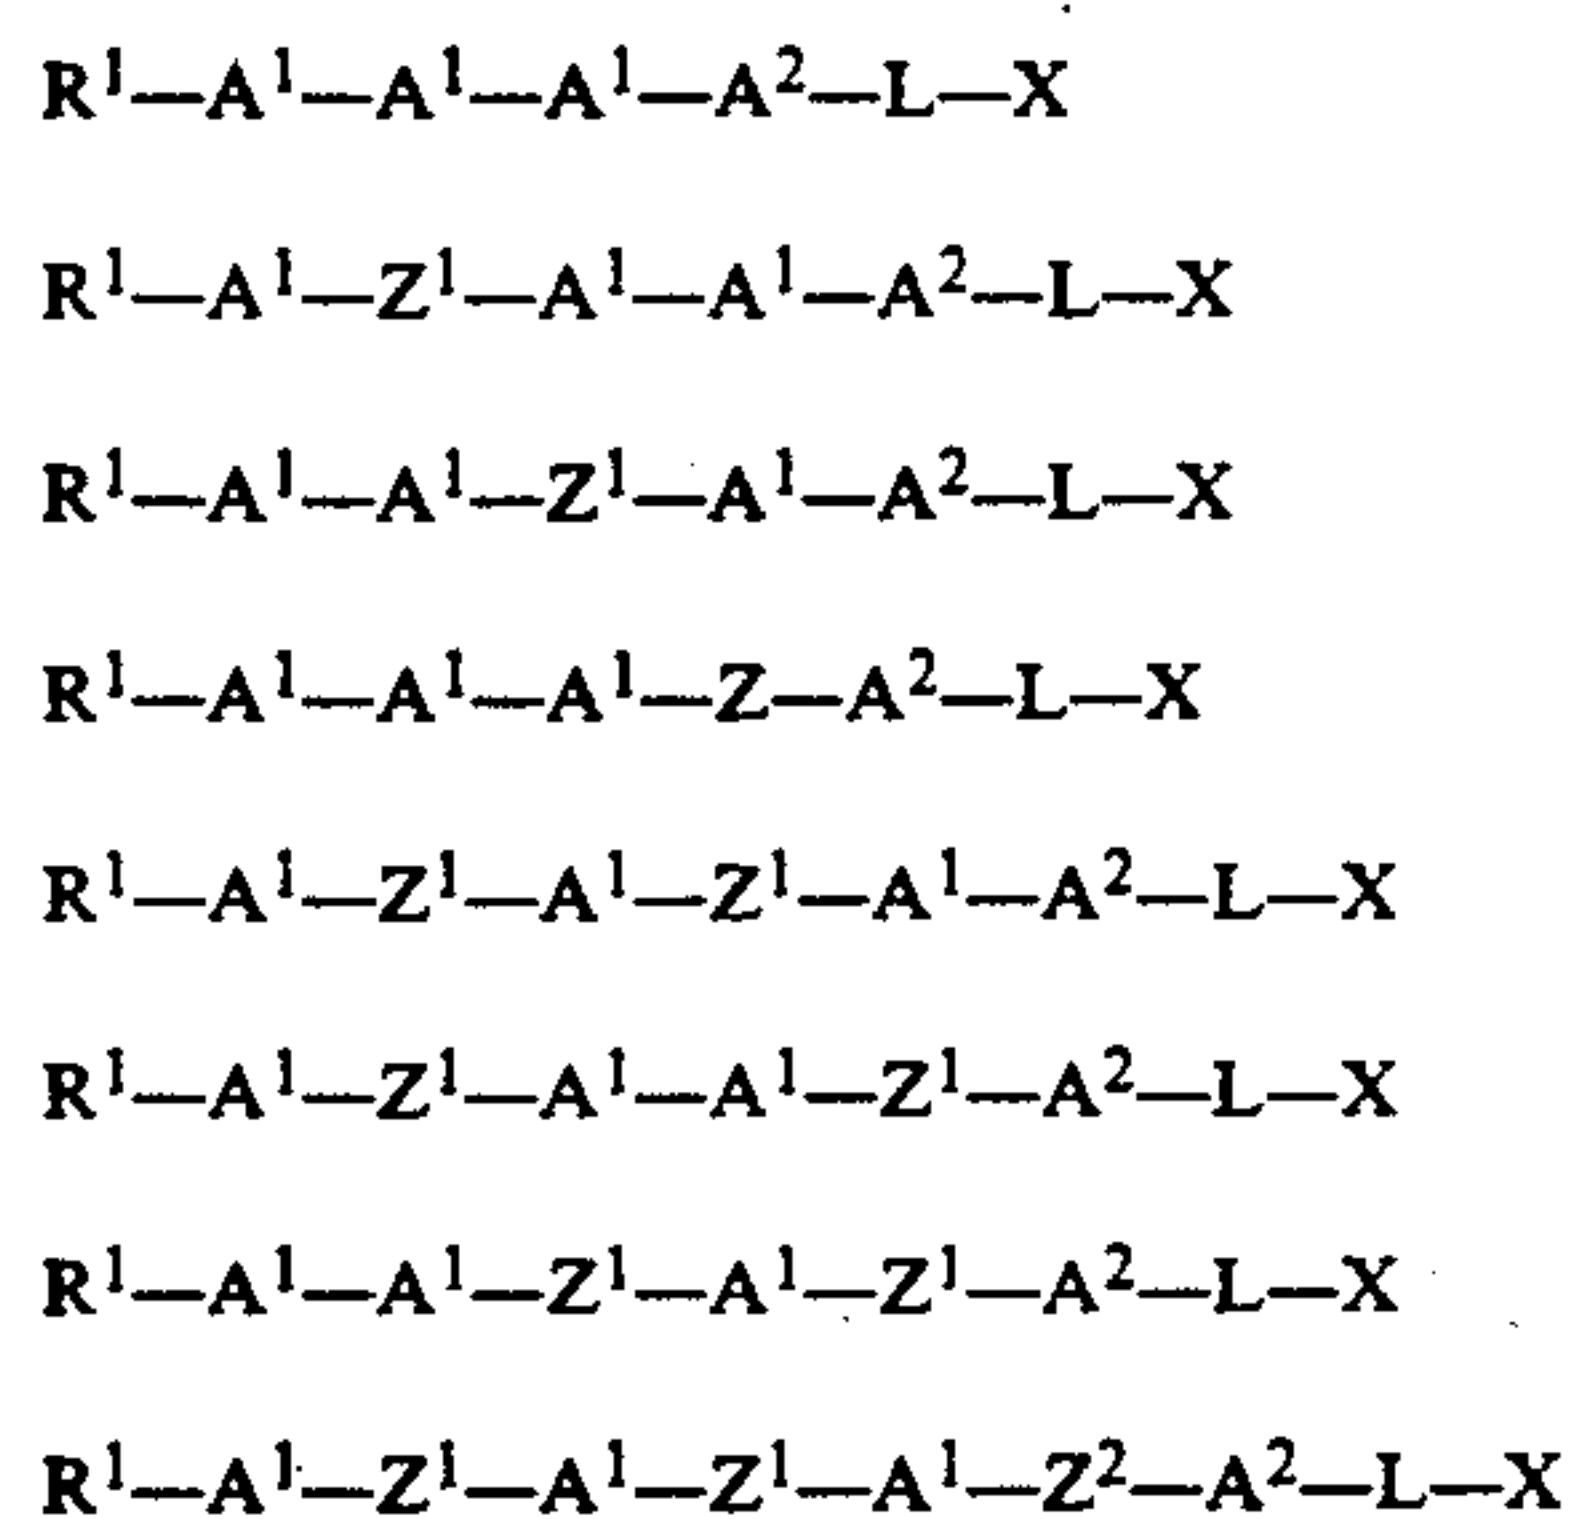 R¹—A¹—A¹—A¹—A²—L—X
R¹—A¹—Z¹—A¹—A¹—A²—L—X
R¹—A¹—A¹—Z¹—A¹—A²—L—X
R¹—A¹—A¹—A¹—Z—A²—L—X
R¹—A¹—Z¹—A¹—Z¹—A¹—A²—L—X
R¹—A¹—Z¹—A¹—A¹—Z¹—A²—L—X
R¹—A¹—A¹—Z¹—A¹—Z¹—A²—L—X
R¹—A¹—Z¹—A¹—Z¹—A¹—Z²—A²—L—X